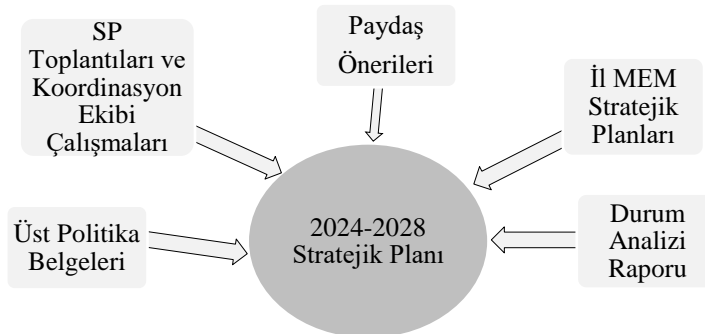 SP
Toplantıları ve
Koordinasyon
Ekibi
Çalışmaları
Paydaş
Önerileri
İl MEM
Stratejik
Planları
Üst Politika
Belgeleri
2024-2028
Stratejik Planı
Durum
Analizi
Raporu